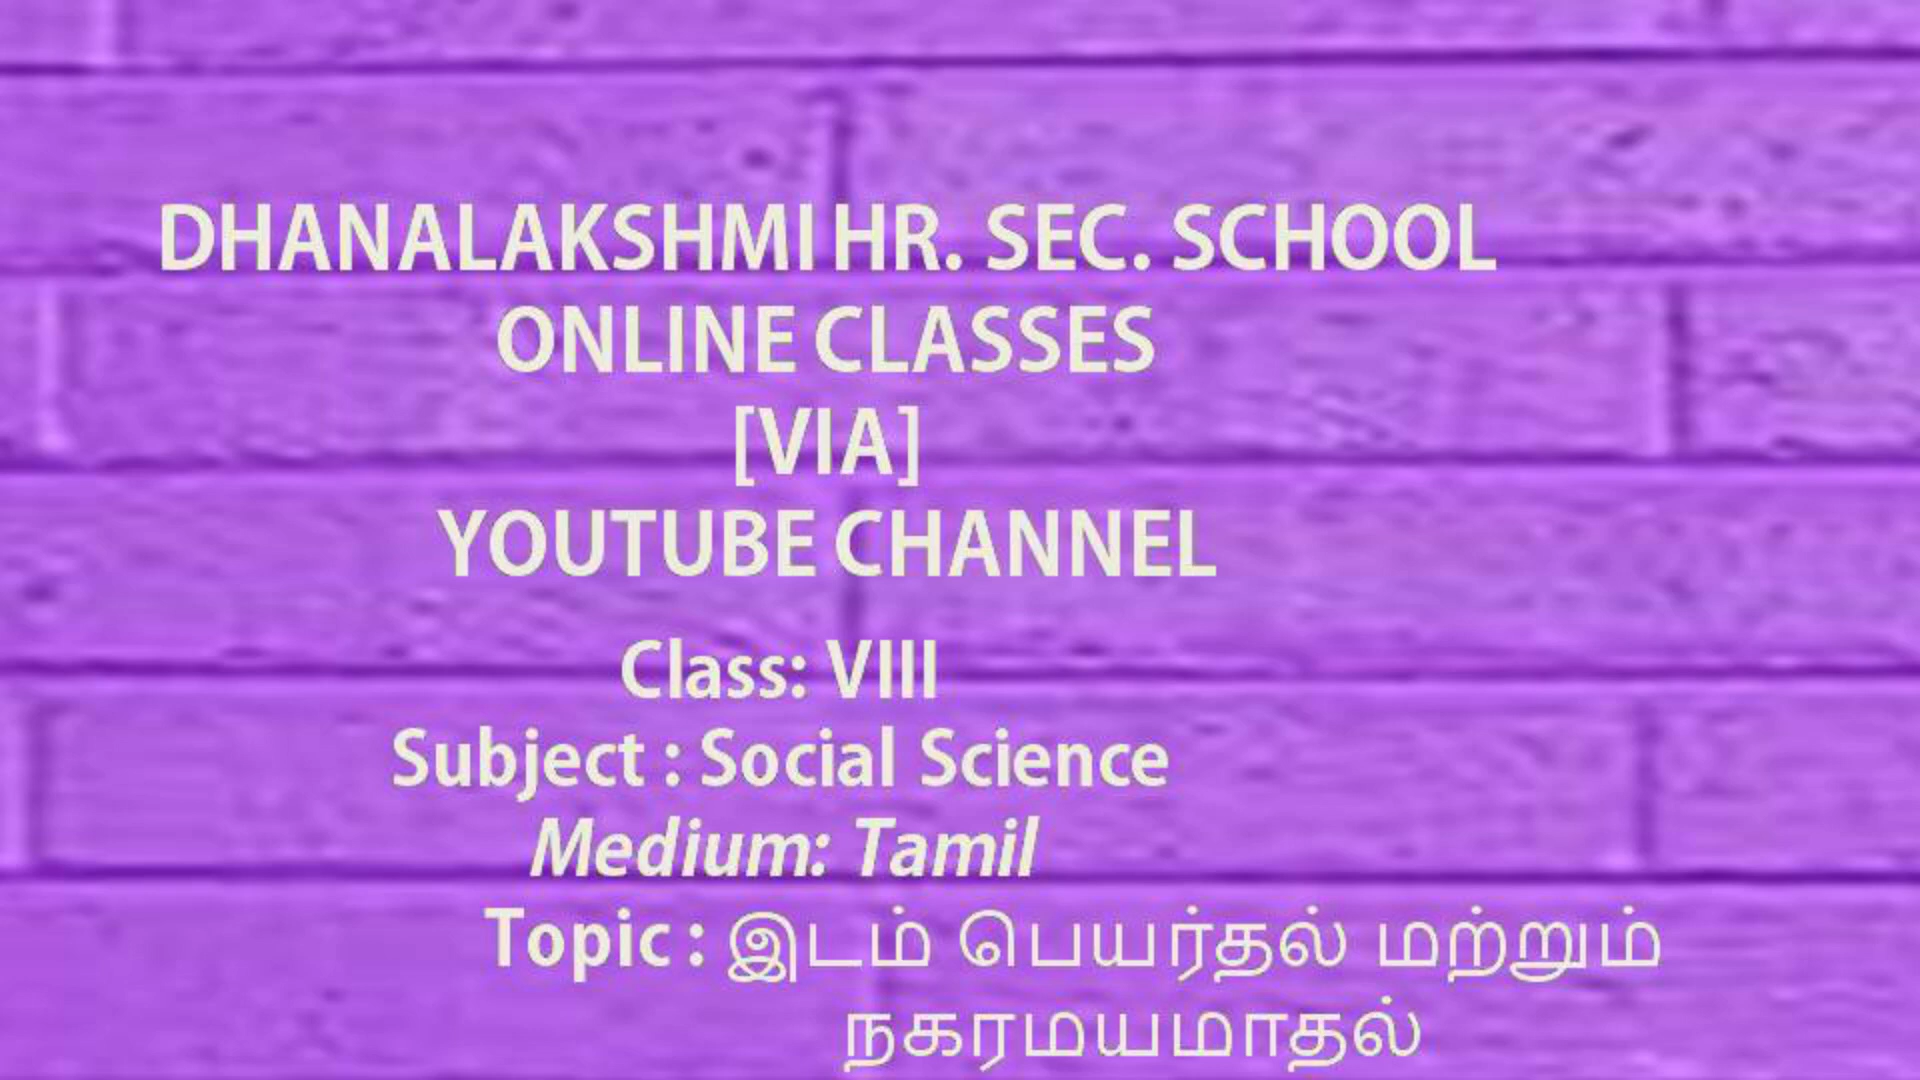 DHANALAKSHMI HR. SEC. SCHOOL
ONLINE CLASSES
[VIA]
YOUTUBE CHANNEL
Class: VIII
Subject : Social Science
Medium: Tamil
Topic : இடம் பெயர்தல் மற்றும்
நகரமயமாதல்